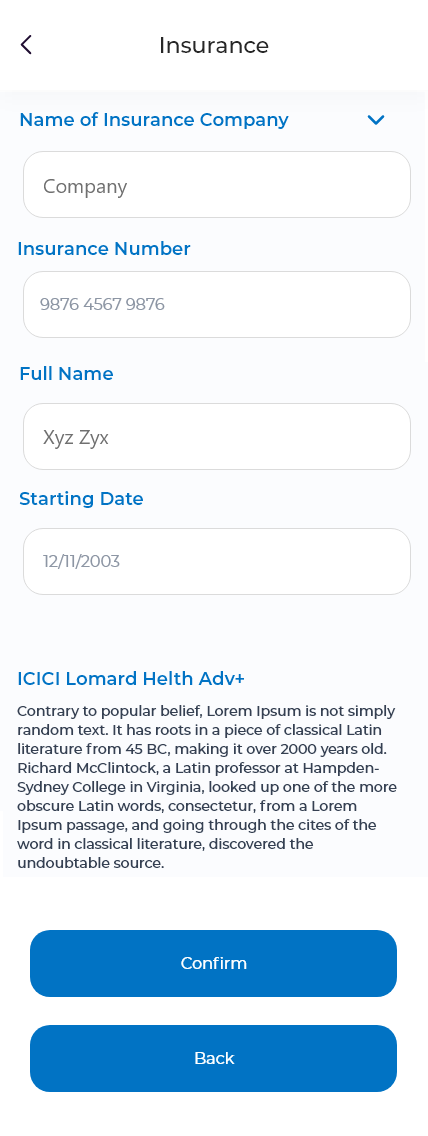 Insurance
Name of Insurance Company
Company
Insurance Number
9876 4567 9876
Full Name
Xyz Zyx
Starting Date
12/11/2003
ICICI Lomard Helth Adv+
Contrary to popular belief, Lorem Ipsum is not simply
random text. It has roots in a piece of classical Latin
literature from 45 BC, making it over 2000 years old.
Richard McClintock, a Latin professor at Hampden-
Sydney College in Virginia, looked up one of the more
obscure Latin words, consectetur, from a Lorem
Ipsum passage, and going through the cites of the
word in classical literature, discovered the
undoubtable source.
Confirm
Back